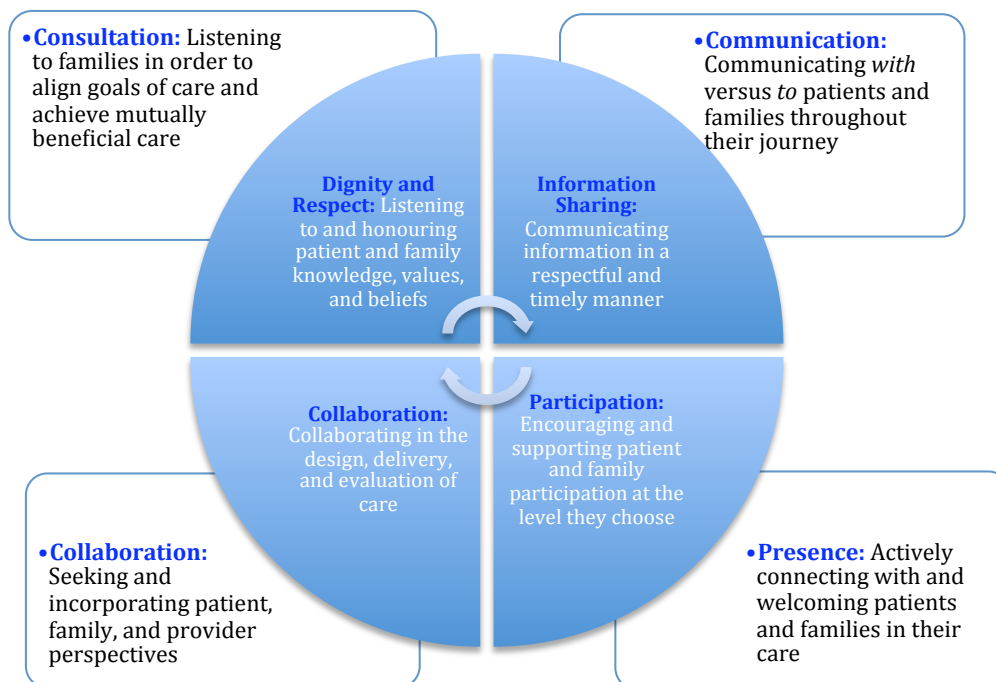 •Consultation: Listening
to families in order to
align goals of care and
achieve mutually
beneficial care
•Communication:
Communicating with
versus to patients and
families throughout
their journey
Dignity and
Respect: Listening
to and honouring
patient and family
knowledge, values,
and beliefs
Information
Sharing:
Communicating
information in a
respectful and
timely manner
Collaboration:
Collaborating in the
design, delivery,
and evaluation of
care
Participation:
Encouraging and
supporting patient
and family
participation at the
level they choose
•Collaboration:
Seeking and
incorporating patient,
family, and provider
perspectives
•Presence: Actively
connecting with and
welcoming patients
and families in their
care